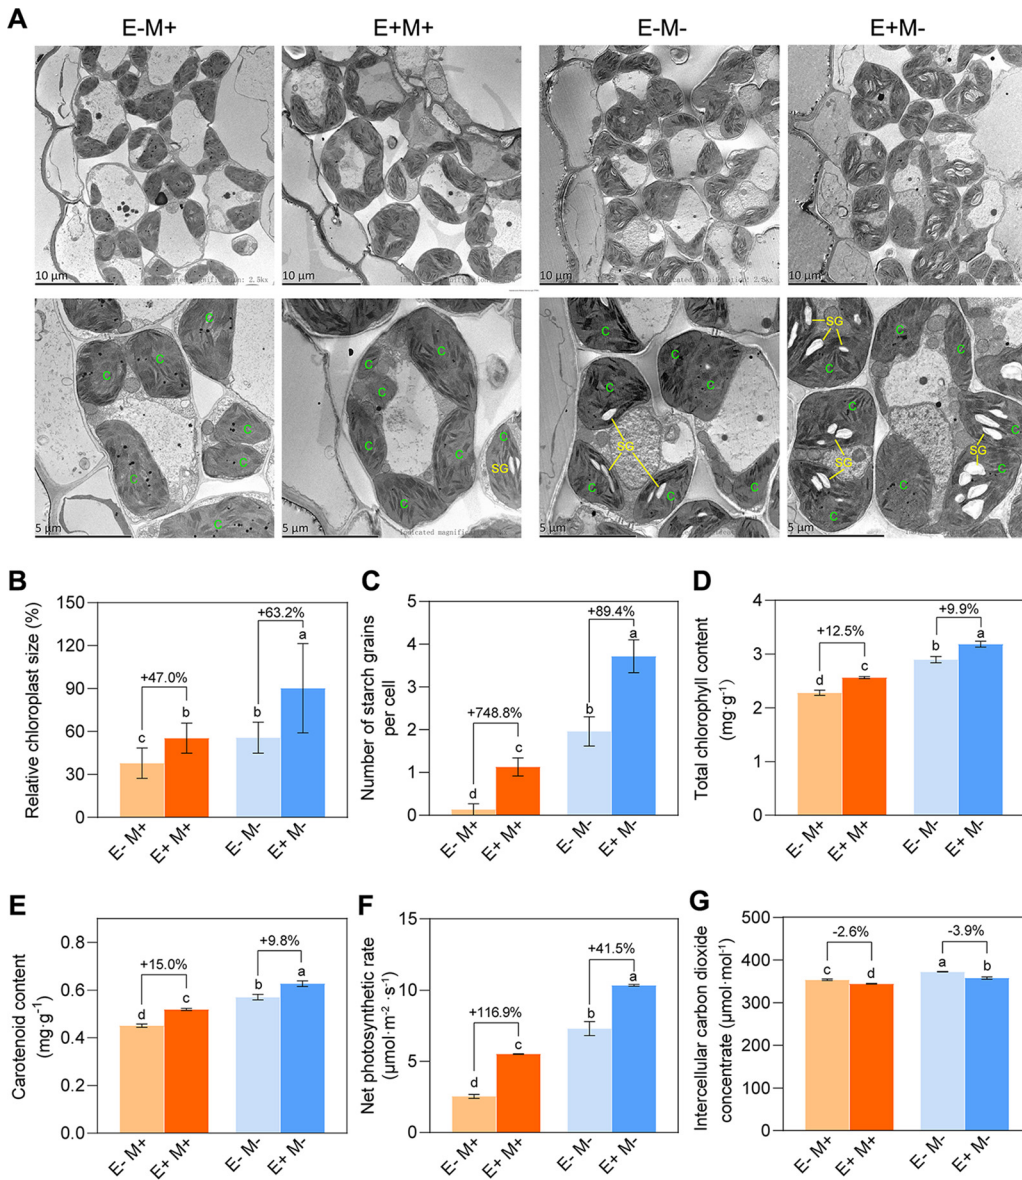 A
E-M+
E+M+
E-M-
E+M-
10 μm
10 μm
10 μm
10 μm
C
C
C
C
C
C
C
5 μm
C
C
C
C
C
C
C
SG
5 μm
C
C
C
C
SG
C
C
C
5 μm
SG
C
C
C
C
SG
C
SG
C
C
C
5 μm
B
Relative chloroplast size (%)
150
120
90
60
30
0
+47.0%
+63.2%
c
b
b
a
E- M+
E+ M+
E- M-
E+ M-
C
Number of starch grains
per cell
5
4
3
2
1
0
+748.8%
+89.4%
d
c
b
a
E- M+
E+ M+
E- M-
E+ M-
D
Total chlorophyll content
(mg g⁻¹)
4
3
2
1
0
+12.5%
+9.9%
d
c
b
a
E- M+
E+ M+
E- M-
E+ M-
E
Carotenoid content
(mg·g⁻¹)
0.8
0.6
0.4
0.2
0.0
+15.0%
+9.8%
d
c
b
a
E- M+
E+ M+
E- M-
E+ M-
F
Net photosynthetic rate
(μmol·m⁻² ·s⁻¹)
15
10
5
0
+116.9%
+41.5%
d
c
b
a
E- M+
E+ M+
E- M-
E+ M-
G
Intercellular carbon dioxide
concentrate (μmol·mol⁻¹)
500
400
300
200
100
0
-2.6%
-3.9%
c
d
a
b
E- M+
E+ M+
E- M-
E+ M-